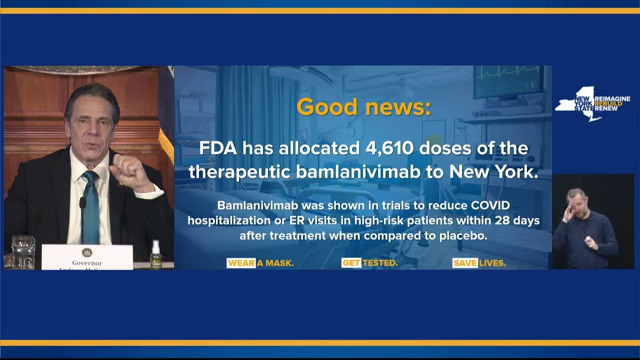 Good news:
FDA has allocated 4,610 doses of the
therapeutic bamlanivimab to New York.
Bamlanivimab was shown in trials to reduce COVID
hospitalization or ER visits in high-risk patients within 28 days
after treatment when compared to placebo.
WEAR A MASK. GET TESTED. SAVE LIVES.
NEW YORK STATE
REIMAGINE
REBUILD
RENEW
Governor